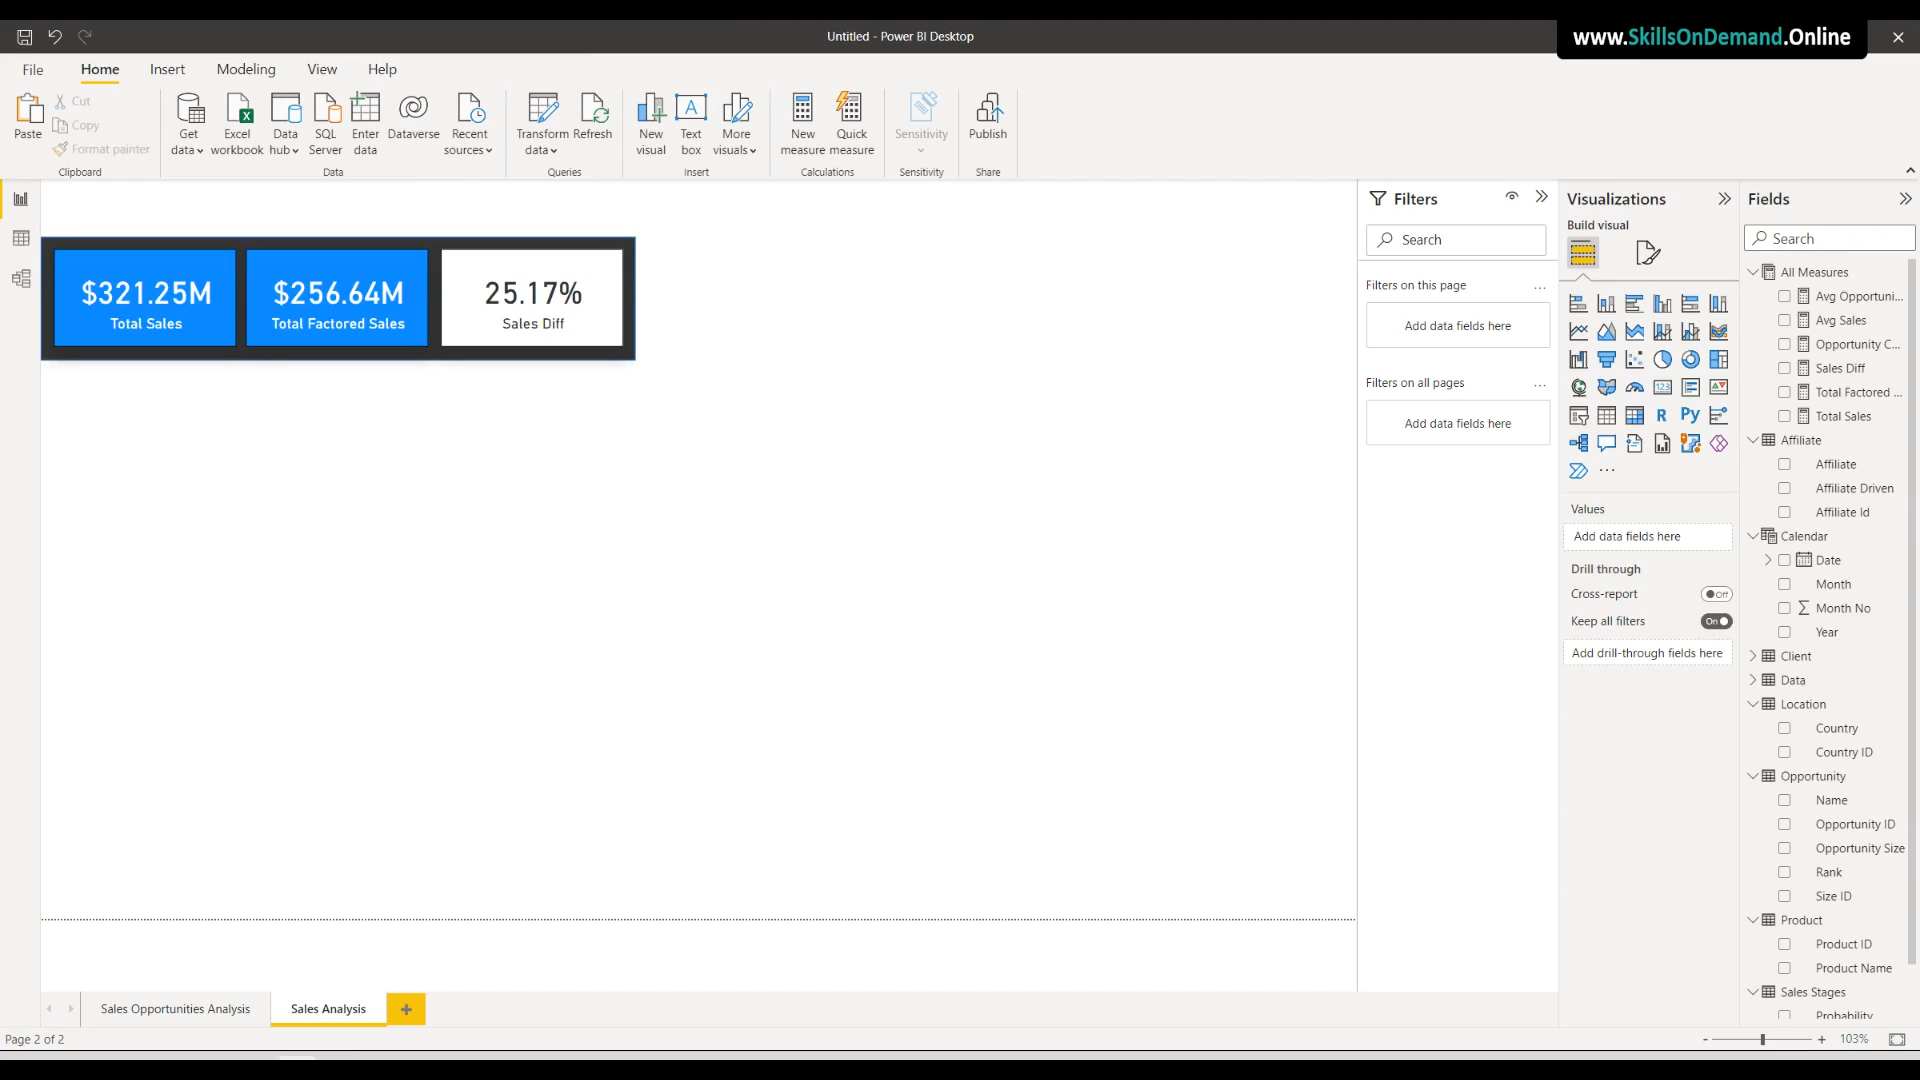 Untitled - Power BI Desktop
www.SkillsOnDemand.Online
File Home Insert Modeling View Help
Paste
Cut
Copy
Format painter
Clipboard
Get data
Excel workbook
Data hub
SQL Server
Enter data
Dataverse
Recent sources
Data
Transform data
Refresh
Queries
New visual
Text box
More visuals
Insert
New measure
Quick measure
Calculations
Sensitivity
Sensitivity
Publish
Share
$321.25M
Total Sales
$256.64M
Total Factored Sales
25.17%
Sales Diff
Filters
Search
Filters on this page ...
Add data fields here
Filters on all pages ...
Add data fields here
Visualizations
Build visual
123
R
Py
...
Values
Add data fields here
Drill through
Cross-report Off
Keep all filters On
Add drill-through fields here
Fields
Search
All Measures
Avg Opportuni...
Avg Sales
Opportunity C...
Sales Diff
Total Factored ...
Total Sales
Affiliate
Affiliate
Affiliate Driven
Affiliate Id
Calendar
Date
Month
Month No
Year
Client
Data
Location
Country
Country ID
Opportunity
Name
Opportunity ID
Opportunity Size
Rank
Size ID
Product
Product ID
Product Name
Sales Stages
Probability
Sales Opportunities Analysis
Sales Analysis
Page 2 of 2
- + 103%